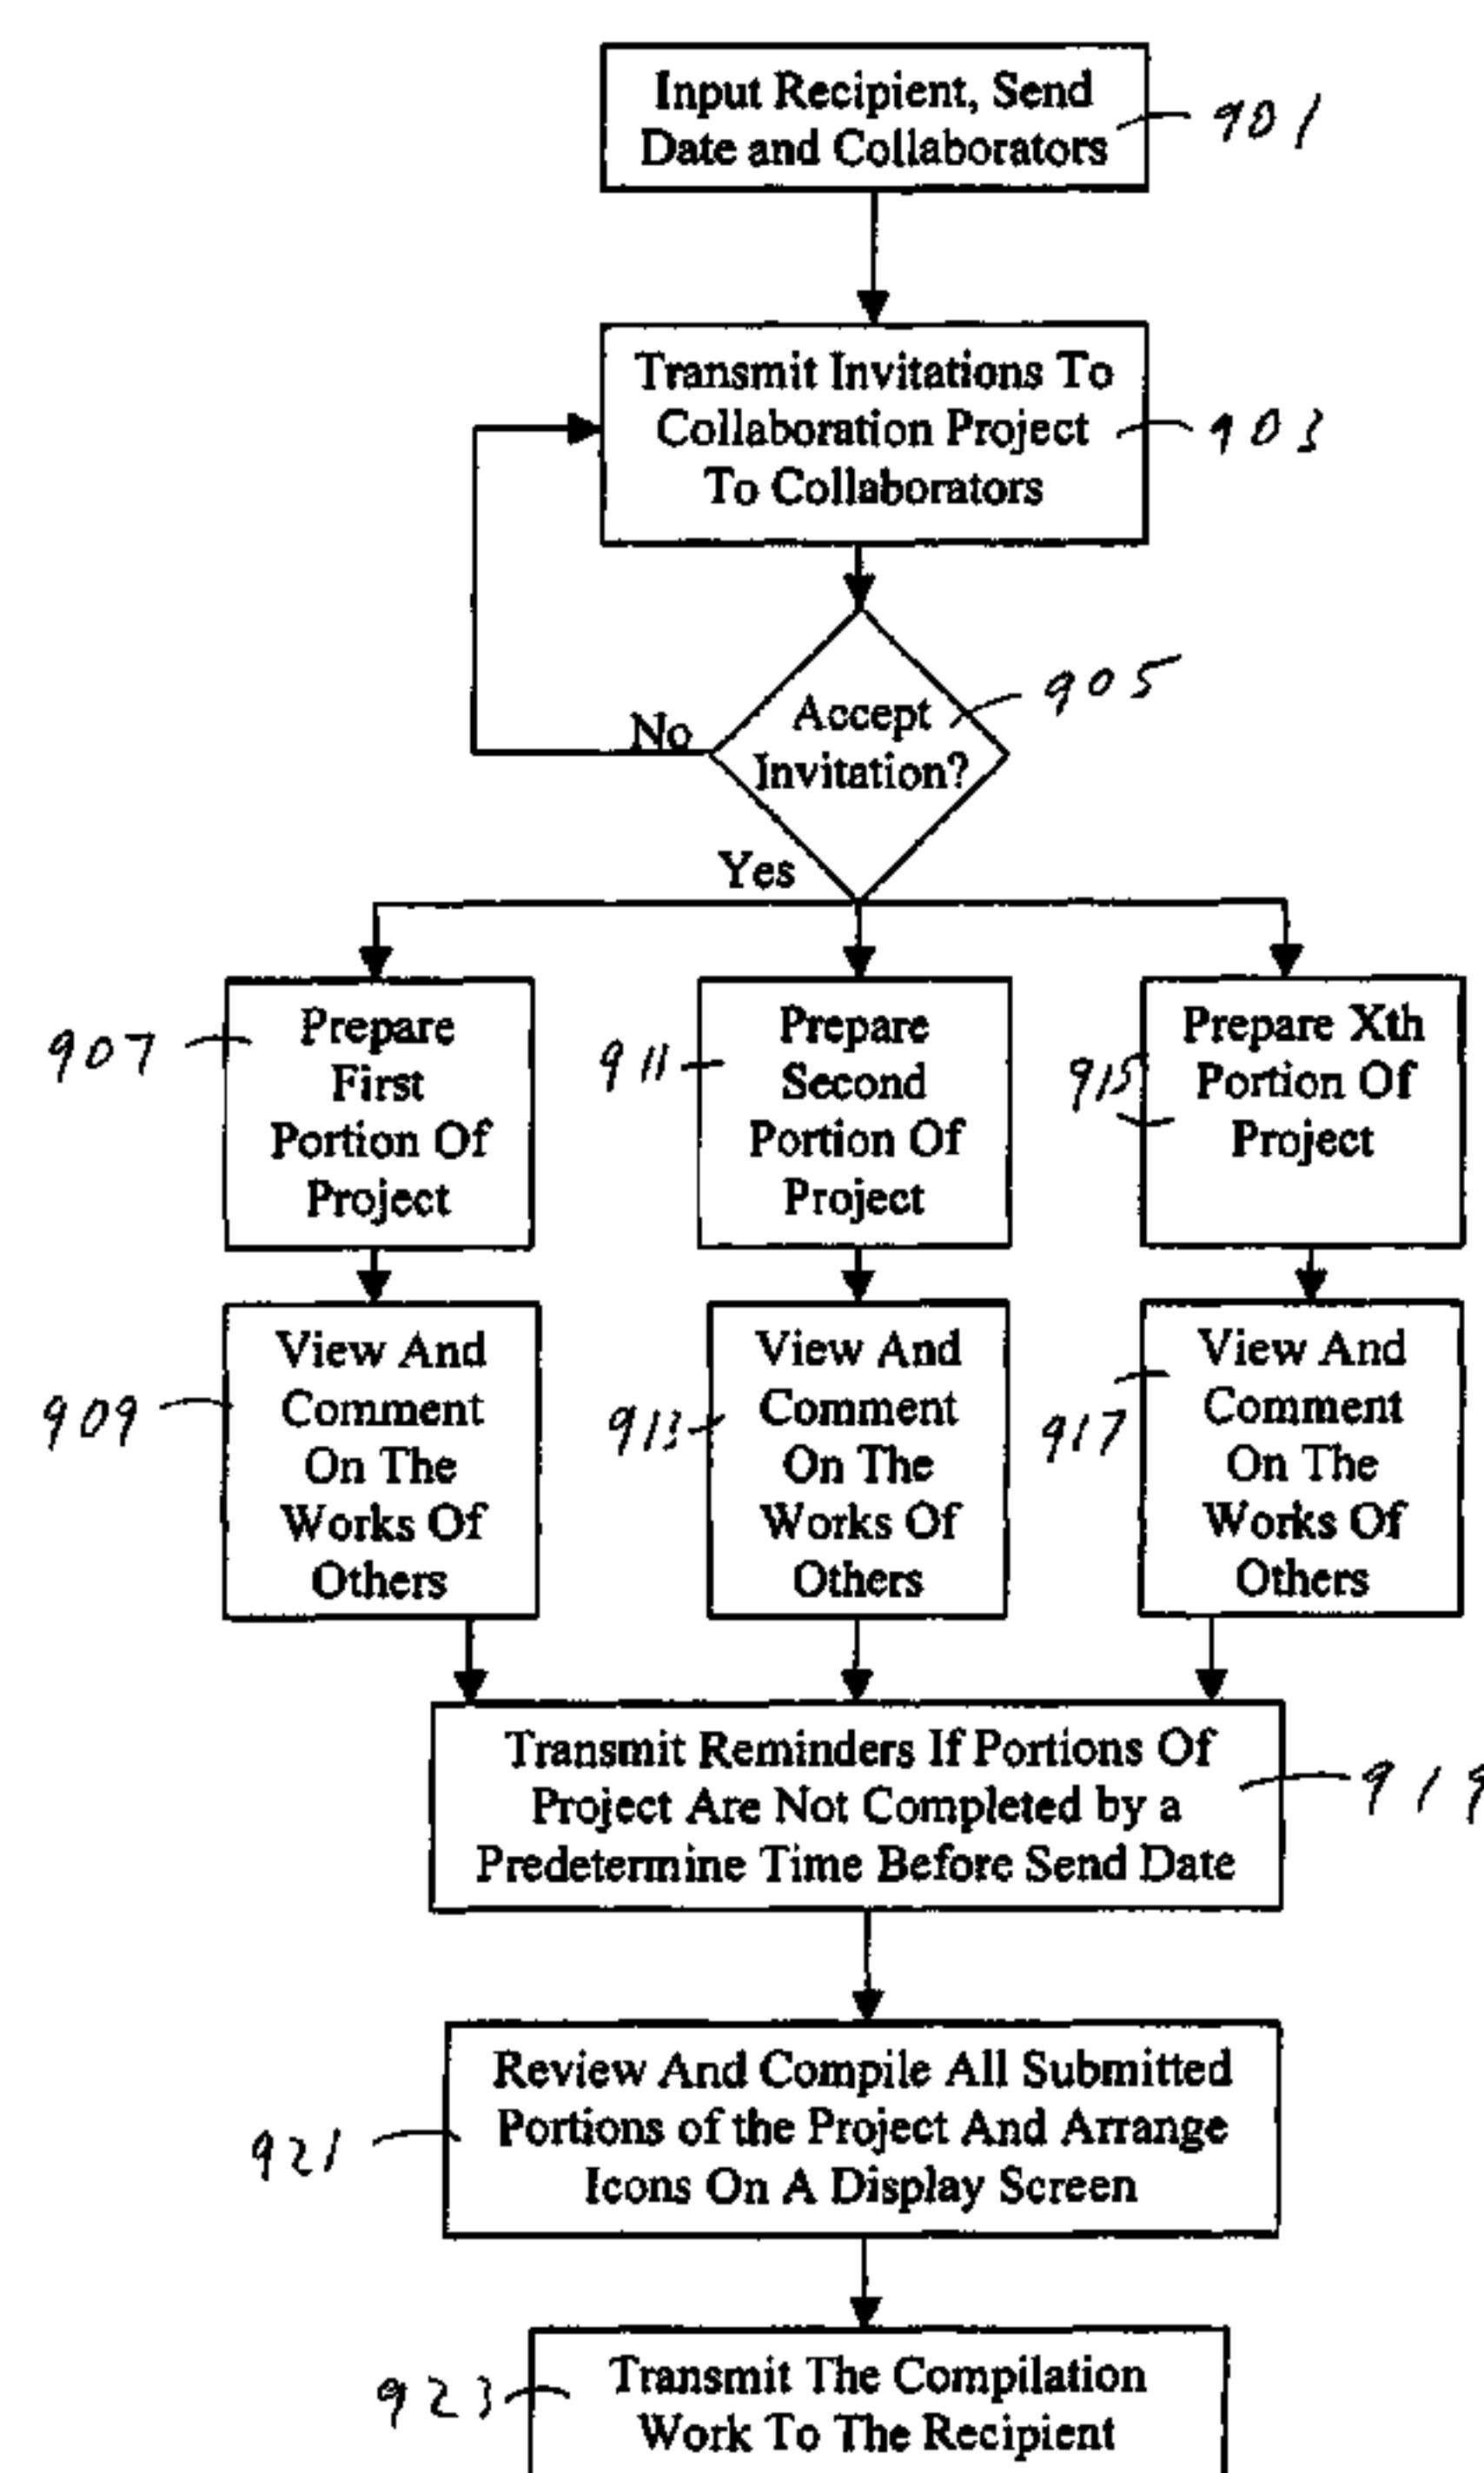 Input Recipient, Send
Date and Collaborators
901
Transmit Invitations To
Collaboration Project
To Collaborators
903
Accept
Invitation?
905
No
Yes
907
Prepare
First
Portion Of
Project
911
Prepare
Second
Portion Of
Project
915
Prepare Xth
Portion Of
Project
909
View And
Comment
On The
Works Of
Others
913
View And
Comment
On The
Works Of
Others
917
View And
Comment
On The
Works Of
Others
Transmit Reminders If Portions Of
Project Are Not Completed by a
Predetermine Time Before Send Date
919
921
Review And Compile All Submitted
Portions of the Project And Arrange
Icons On A Display Screen
923
Transmit The Compilation
Work To The Recipient